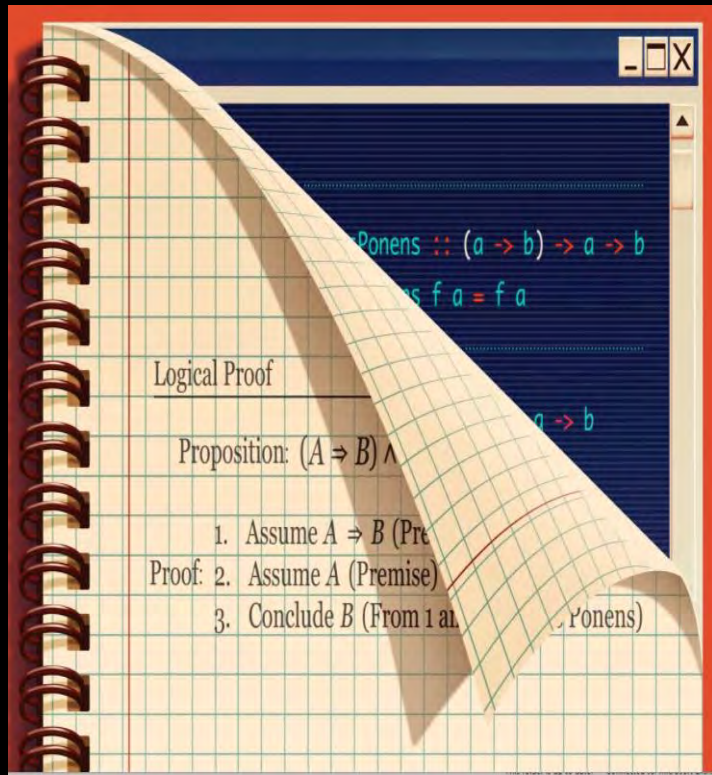 Ponens :: (a -> b) -> a -> b
f a = f a
a -> b
Logical Proof
Proposition: (A ⇒ B) ∧
1. Assume A ⇒ B (Pre
Proof: 2. Assume A (Premise)
3. Conclude B (From 1 an Ponens)